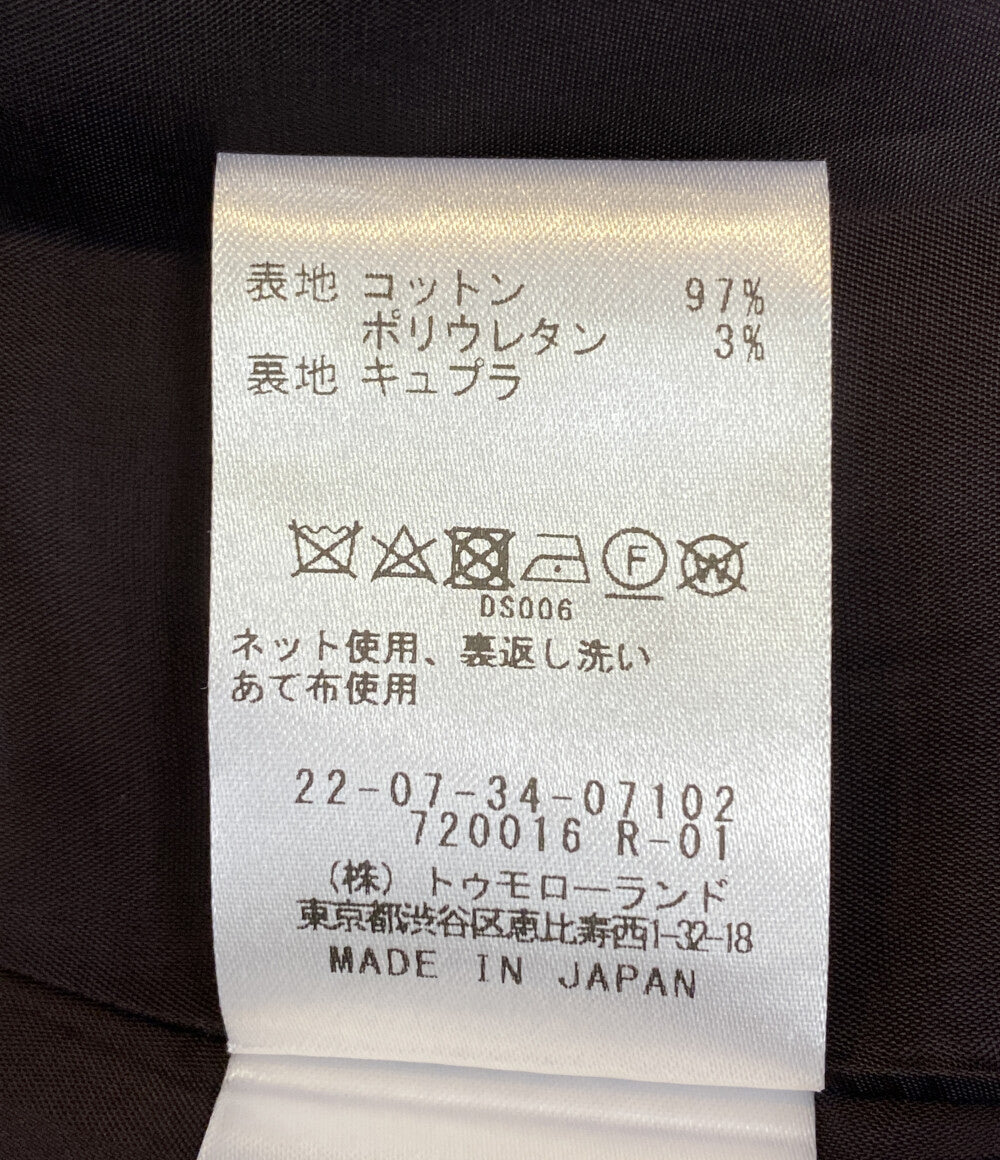 表地 コットン 97%
ポリウレタン 3%
裏地 キュプラ
F W
DS006
ネット使用、裏返し洗い
あて布使用
22-07-34-07102
720016 R-01
(株) トゥモローランド
東京都渋谷区恵比寿西1-32-18
MADE IN JAPAN